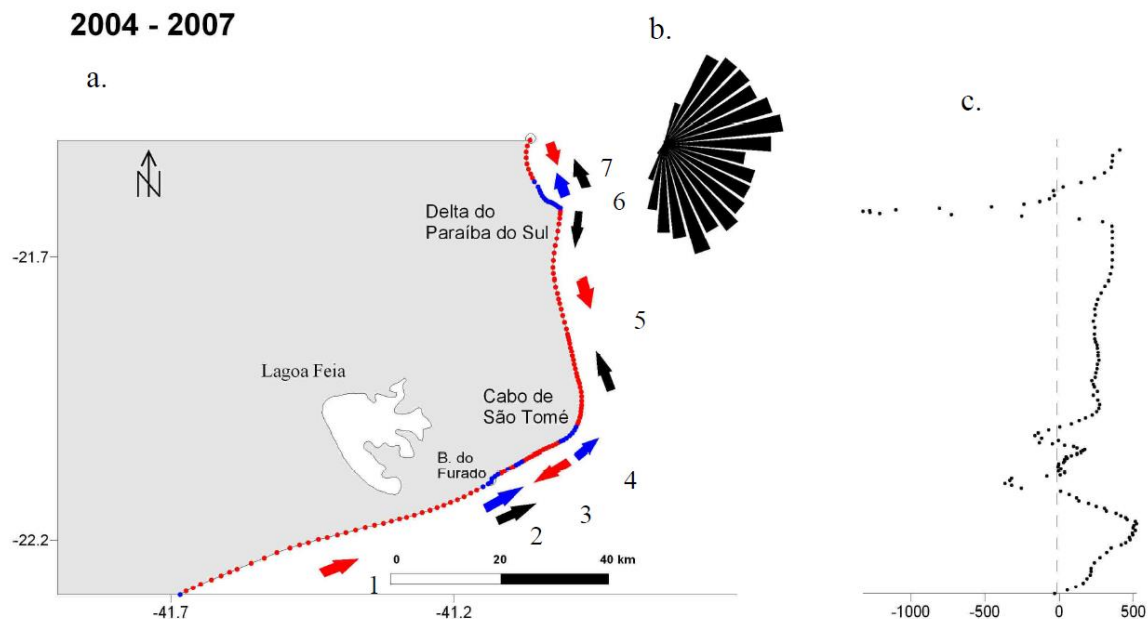 2004 - 2007
a.
b.
c.
N
7
6
Delta do
Paraíba do Sul
-21.7
5
Lagoa Feia
Cabo de
São Tomé
B. do
Furado
4
3
2
-22.2
0 20 40 km
1
-41.7 -41.2
-1000 -500 0 500